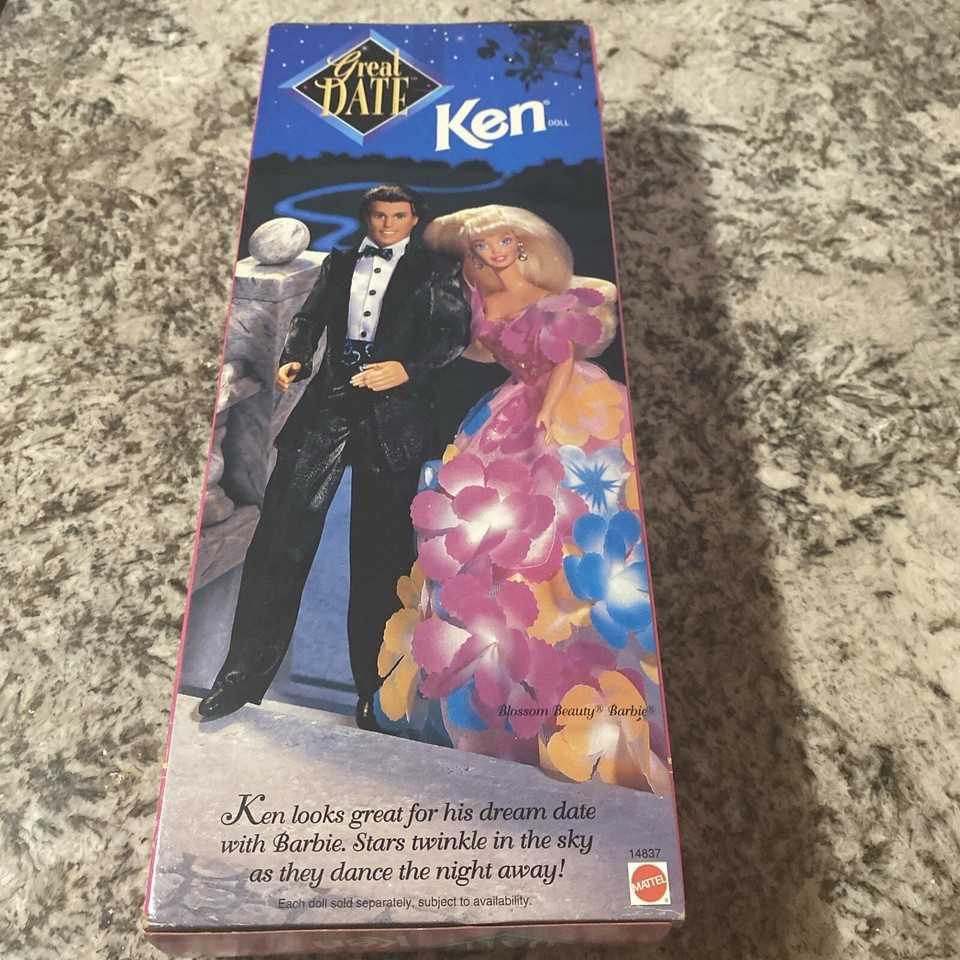 Great
DATE™
Ken® DOLL
Blossom Beauty® Barbie®
Ken looks great for his dream date
with Barbie. Stars twinkle in the sky
as they dance the night away!
Each doll sold separately, subject to availability.
14837
MATTEL
®